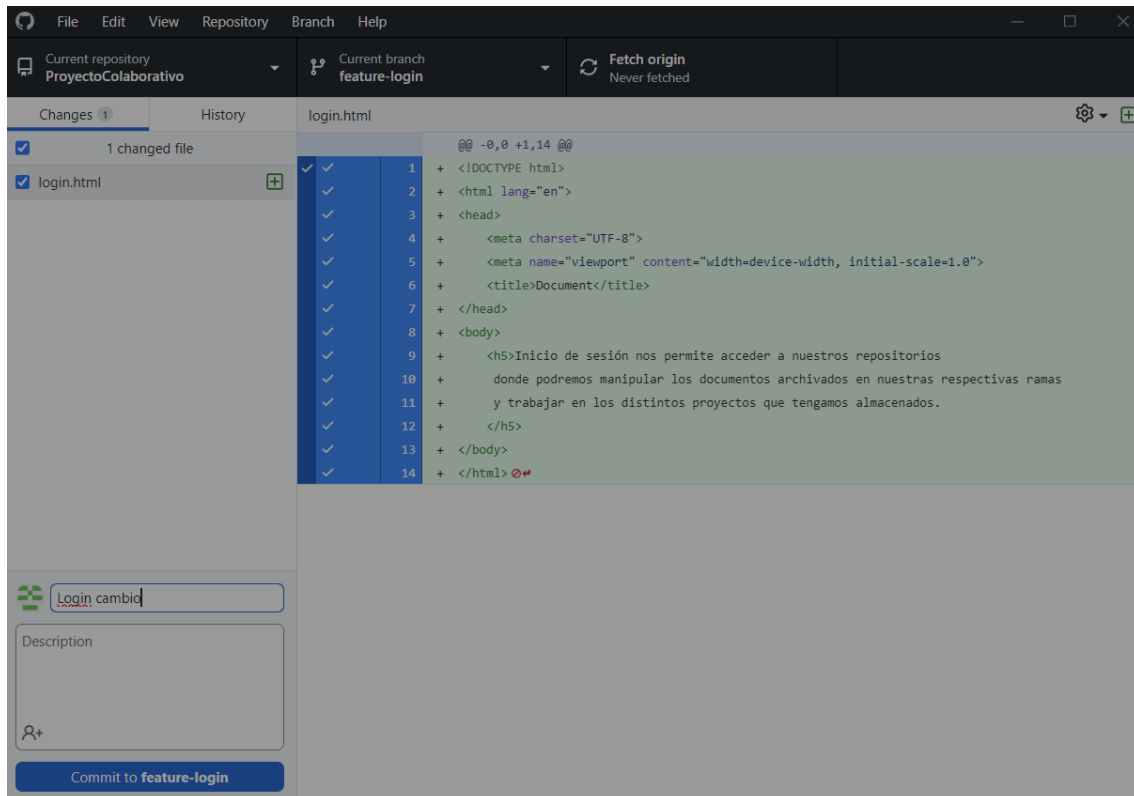 File Edit View Repository Branch Help
Current repository
ProyectoColaborativo
Current branch
feature-login
Fetch origin
Never fetched
Changes 1 History
login.html
1 changed file
login.html
@@ -0,0 +1,14 @@
1 + <!DOCTYPE html>
2 + <html lang="en">
3 + <head>
4 + <meta charset="UTF-8">
5 + <meta name="viewport" content="width=device-width, initial-scale=1.0">
6 + <title>Document</title>
7 + </head>
8 + <body>
9 + <h5>Inicio de sesión nos permite acceder a nuestros repositorios
10 + donde podremos manipular los documentos archivados en nuestras respectivas ramas
11 + y trabajar en los distintos proyectos que tengamos almacenados.
12 + </h5>
13 + </body>
14 + </html>
Login cambio
Description
Commit to feature-login